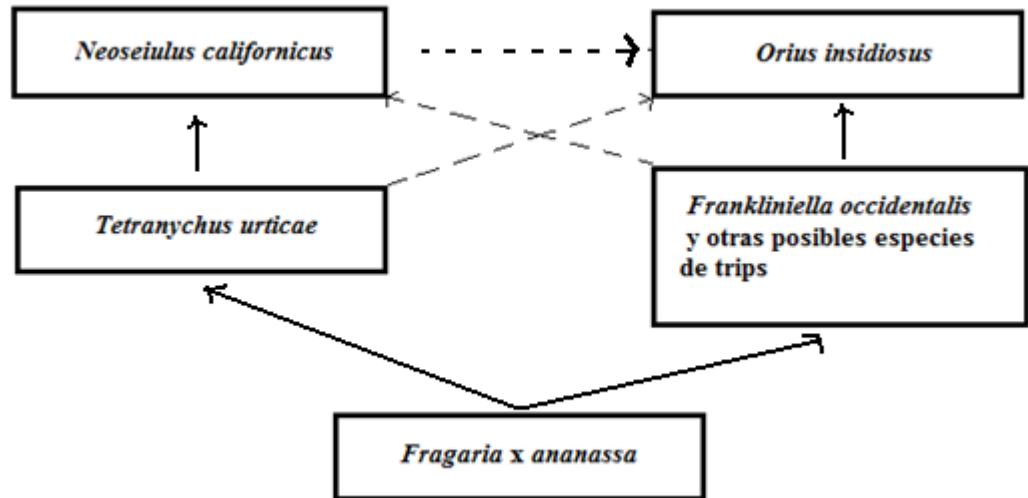 Neoseiulus californicus
Orius insidiosus
Tetranychus urticae
Frankliniella occidentalis
y otras posibles especies
de trips
Fragaria x ananassa